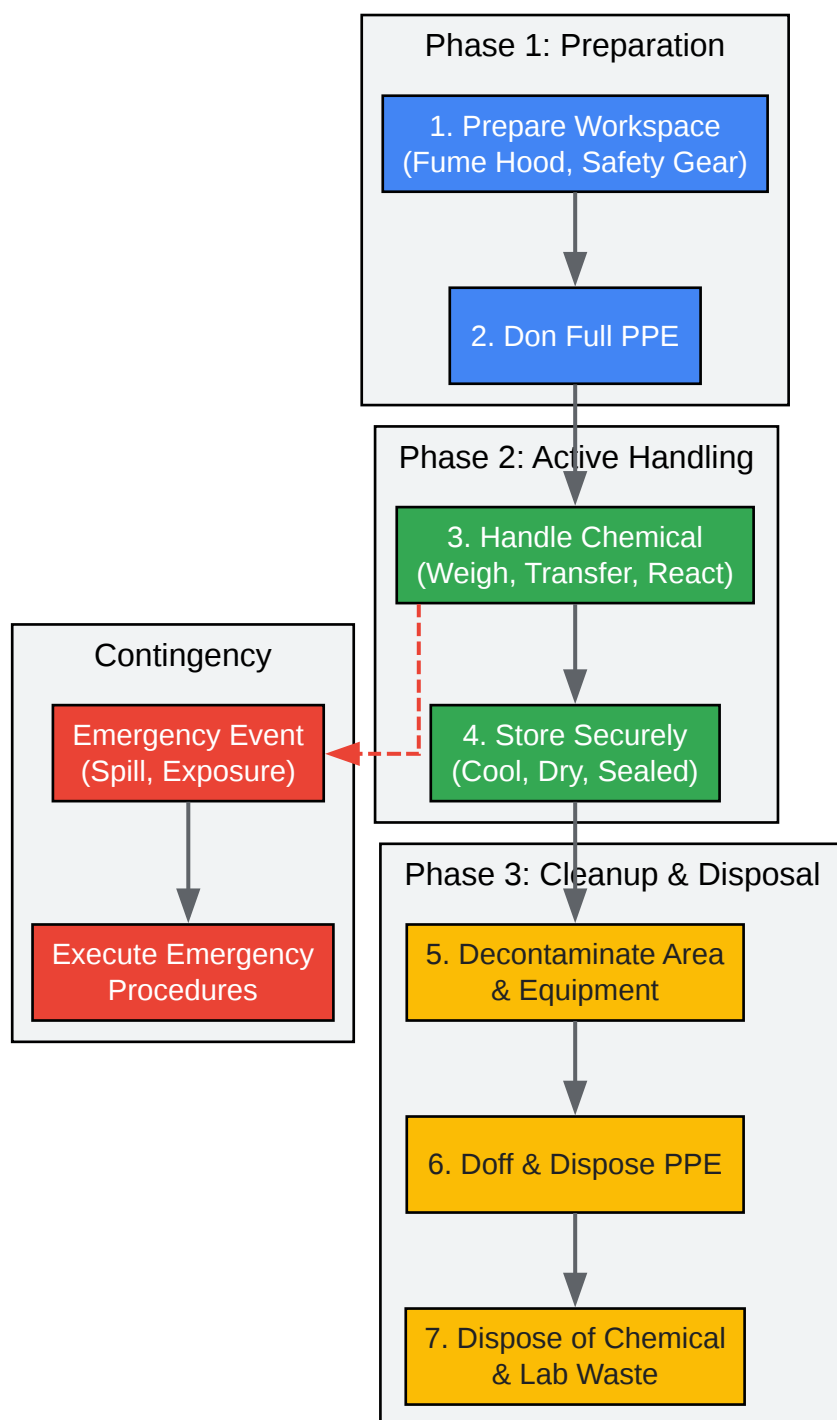 Phase 1: Preparation
1. Prepare Workspace
(Fume Hood, Safety Gear)
2. Don Full PPE
Phase 2: Active Handling
3. Handle Chemical
(Weigh, Transfer, React)
4. Store Securely
(Cool, Dry, Sealed)
Contingency
Emergency Event
(Spill, Exposure)
Execute Emergency
Procedures
Phase 3: Cleanup & Disposal
5. Decontaminate Area
& Equipment
6. Doff & Dispose PPE
7. Dispose of Chemical
& Lab Waste